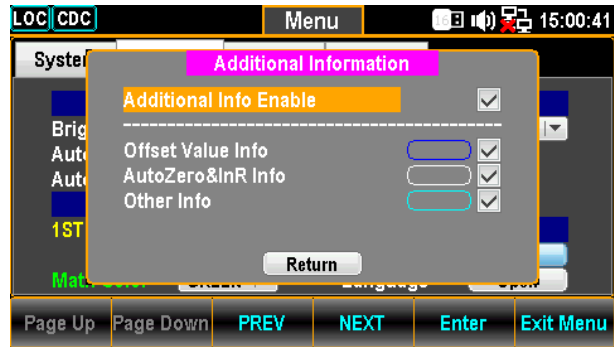 LOC CDC Menu 15:00:41
Syste
Additional Information
Additional Info Enable
Brig
Offset Value Info
Aut
AutoZero&InR Info
Aut
Other Info
1ST
Return
Page Up Page Down PREV NEXT Enter Exit Menu